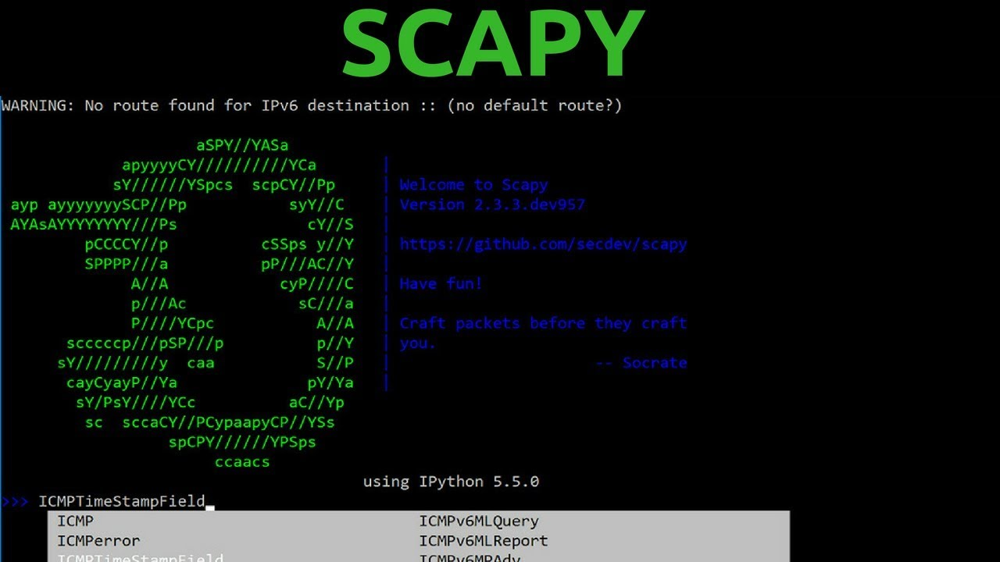 SCAPY
WARNING: No route found for IPv6 destination :: (no default route?)
aSPY//YASa
apyyyyCY//////////YCa |
sY//////YSpcs scpCY//Pp | Welcome to Scapy
ayp ayyyyyyySCP//Pp syY//C | Version 2.3.3.dev957
AYAsAYYYYYYYY///Ps cY//S |
pCCCCY//p cSSps y//Y | https://github.com/secdev/scapy
SPPPP///a pP///AC//Y |
A//A cyP////C | Have fun!
p///Ac sC///a |
P////YCpc A//A | Craft packets before they craft
scccccp///pSP///p p//Y | you.
sY/////////y caa S//P | -- Socrate
cayCyayP//Ya pY/Ya |
sY/PsY////YCc aC//Yp
sc sccaCY//PCypaapyCP//YSs
spCPY//////YPSps
ccaacs
using IPython 5.5.0
>>> ICMPTimeStampField
ICMP ICMPv6MLQuery
ICMPerror ICMPv6MLReport
ICMPTimeStampField ICMPv6MPAdv